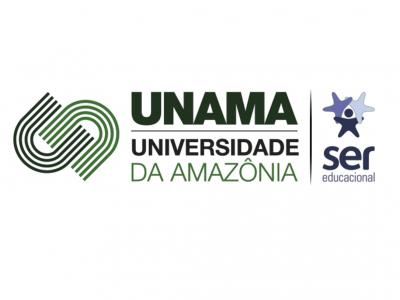 UNAMA
UNIVERSIDADE
DA AMAZÔNIA
ser
educacional